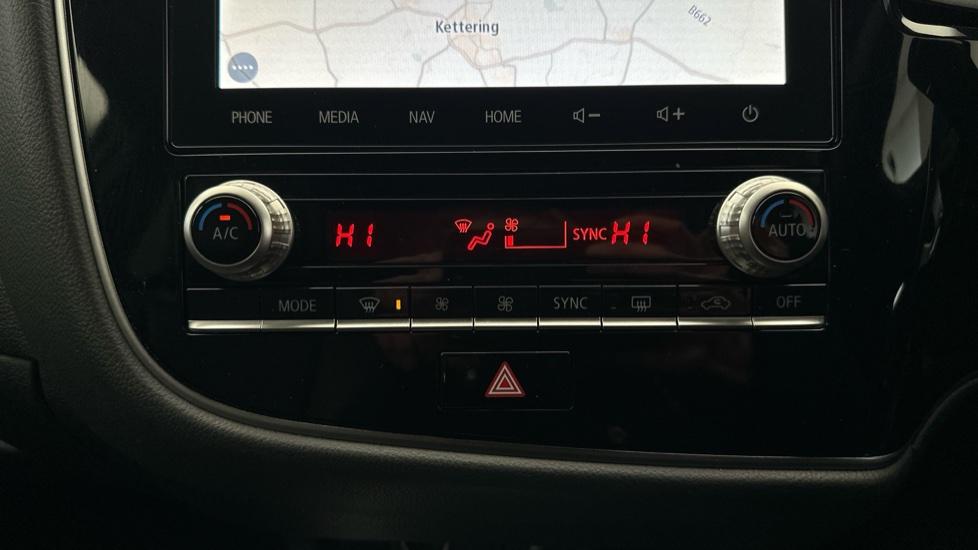 Kettering
B662
PHONE MEDIA NAV HOME
A/C HI SYNC HI AUTO
MODE SYNC OFF